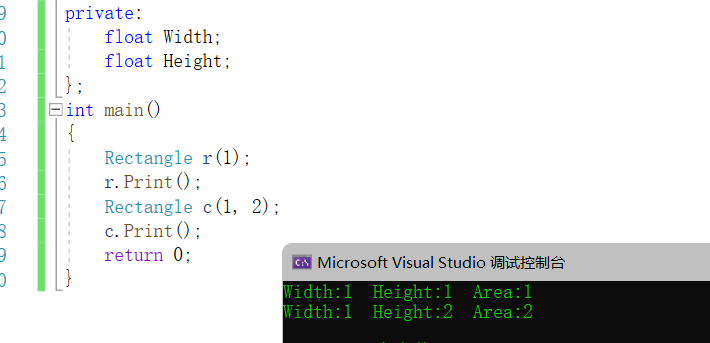 9 private:
0 float Width;
1 float Height;
2 };
3 int main()
4 {
5 Rectangle r(1);
6 r.Print();
7 Rectangle c(1, 2);
8 c.Print();
9 return 0;
0 }
C:\ Microsoft Visual Studio 调试控制台
Width:1  Height:1  Area:1
Width:1  Height:2  Area:2